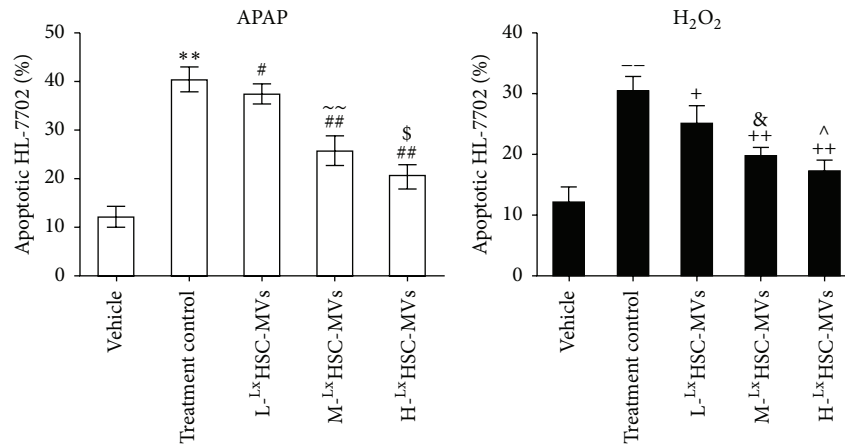 APAP
Apoptotic HL-7702 (%)
50
40
30
20
10
0
**
#
~~
##
$
##
Vehicle
Treatment control
L-ᴸˣHSC-MVs
M-ᴸˣHSC-MVs
H-ᴸˣHSC-MVs
H₂O₂
Apoptotic HL-7702 (%)
40
30
20
10
0
−−
+
&
++
^
++
Vehicle
Treatment control
L-ᴸˣHSC-MVs
M-ᴸˣHSC-MVs
H-ᴸˣHSC-MVs